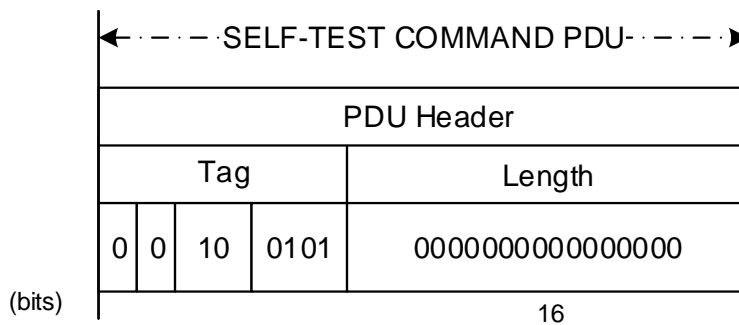 SELF-TEST COMMAND PDU
PDU Header
Tag Length
0 0 10 0101 0000000000000000
(bits) 16